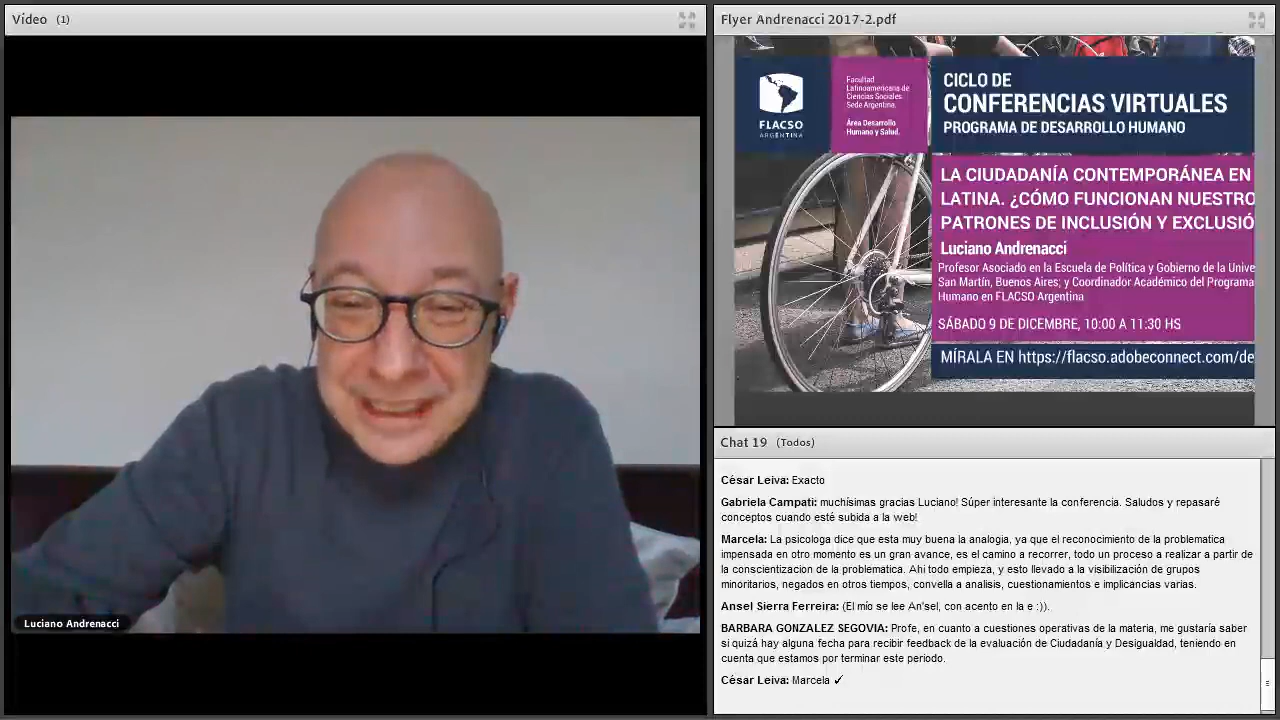 Vídeo (1)
Luciano Andrenacci
Flyer Andrenacci 2017-2.pdf
FLACSO
ARGENTINA
Facultad
Latinoamericana de
Ciencias Sociales.
Sede Argentina.
Área Desarrollo
Humano y Salud.
CICLO DE
CONFERENCIAS VIRTUALES
PROGRAMA DE DESARROLLO HUMANO
LA CIUDADANÍA CONTEMPORÁNEA EN
LATINA. ¿CÓMO FUNCIONAN NUESTRO
PATRONES DE INCLUSIÓN Y EXCLUSIÓ
Luciano Andrenacci
Profesor Asociado en la Escuela de Política y Gobierno de la Unive
San Martín, Buenos Aires; y Coordinador Académico del Programa
Humano en FLACSO Argentina
SÁBADO 9 DE DICIEMBRE, 10:00 A 11:30 HS
MÍRALA EN https://flacso.adobeconnect.com/de
Chat 19 (Todos)
César Leiva: Exacto
Gabriela Campati: muchísimas gracias Luciano! Súper interesante la conferencia. Saludos y repasaré
conceptos cuando esté subida a la web!
Marcela: La psicologa dice que esta muy buena la analogia, ya que el reconocimiento de la problematica
impensada en otro momento es un gran avance, es el camino a recorrer, todo un proceso a realizar a partir de
la conscientizacion de la problematica. Ahi todo empieza, y esto llevado a la visibilización de grupos
minoritarios, negados en otros tiempos, convella a analisis, cuestionamientos e implicancias varias.
Ansel Sierra Ferreira: (El mío se lee An'sel, con acento en la e :)).
BARBARA GONZALEZ SEGOVIA: Profe, en cuanto a cuestiones operativas de la materia, me gustaría saber
si quizá hay alguna fecha para recibir feedback de la evaluación de Ciudadanía y Desigualdad, teniendo en
cuenta que estamos por terminar este periodo.
César Leiva: Marcela ✓